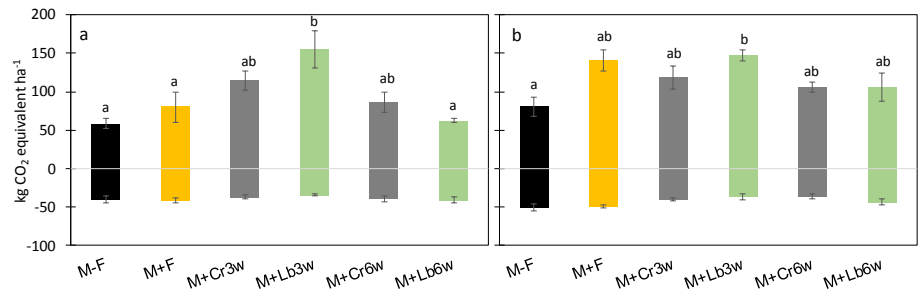 kg CO₂ equivalent ha⁻¹
200
150
100
50
0
-50
-100
a
a
a
ab
b
ab
a
M-F
M+F
M+Cr3w
M+Lb3w
M+Cr6w
M+Lb6w
b
a
ab
ab
b
ab
ab
M-F
M+F
M+Cr3w
M+Lb3w
M+Cr6w
M+Lb6w